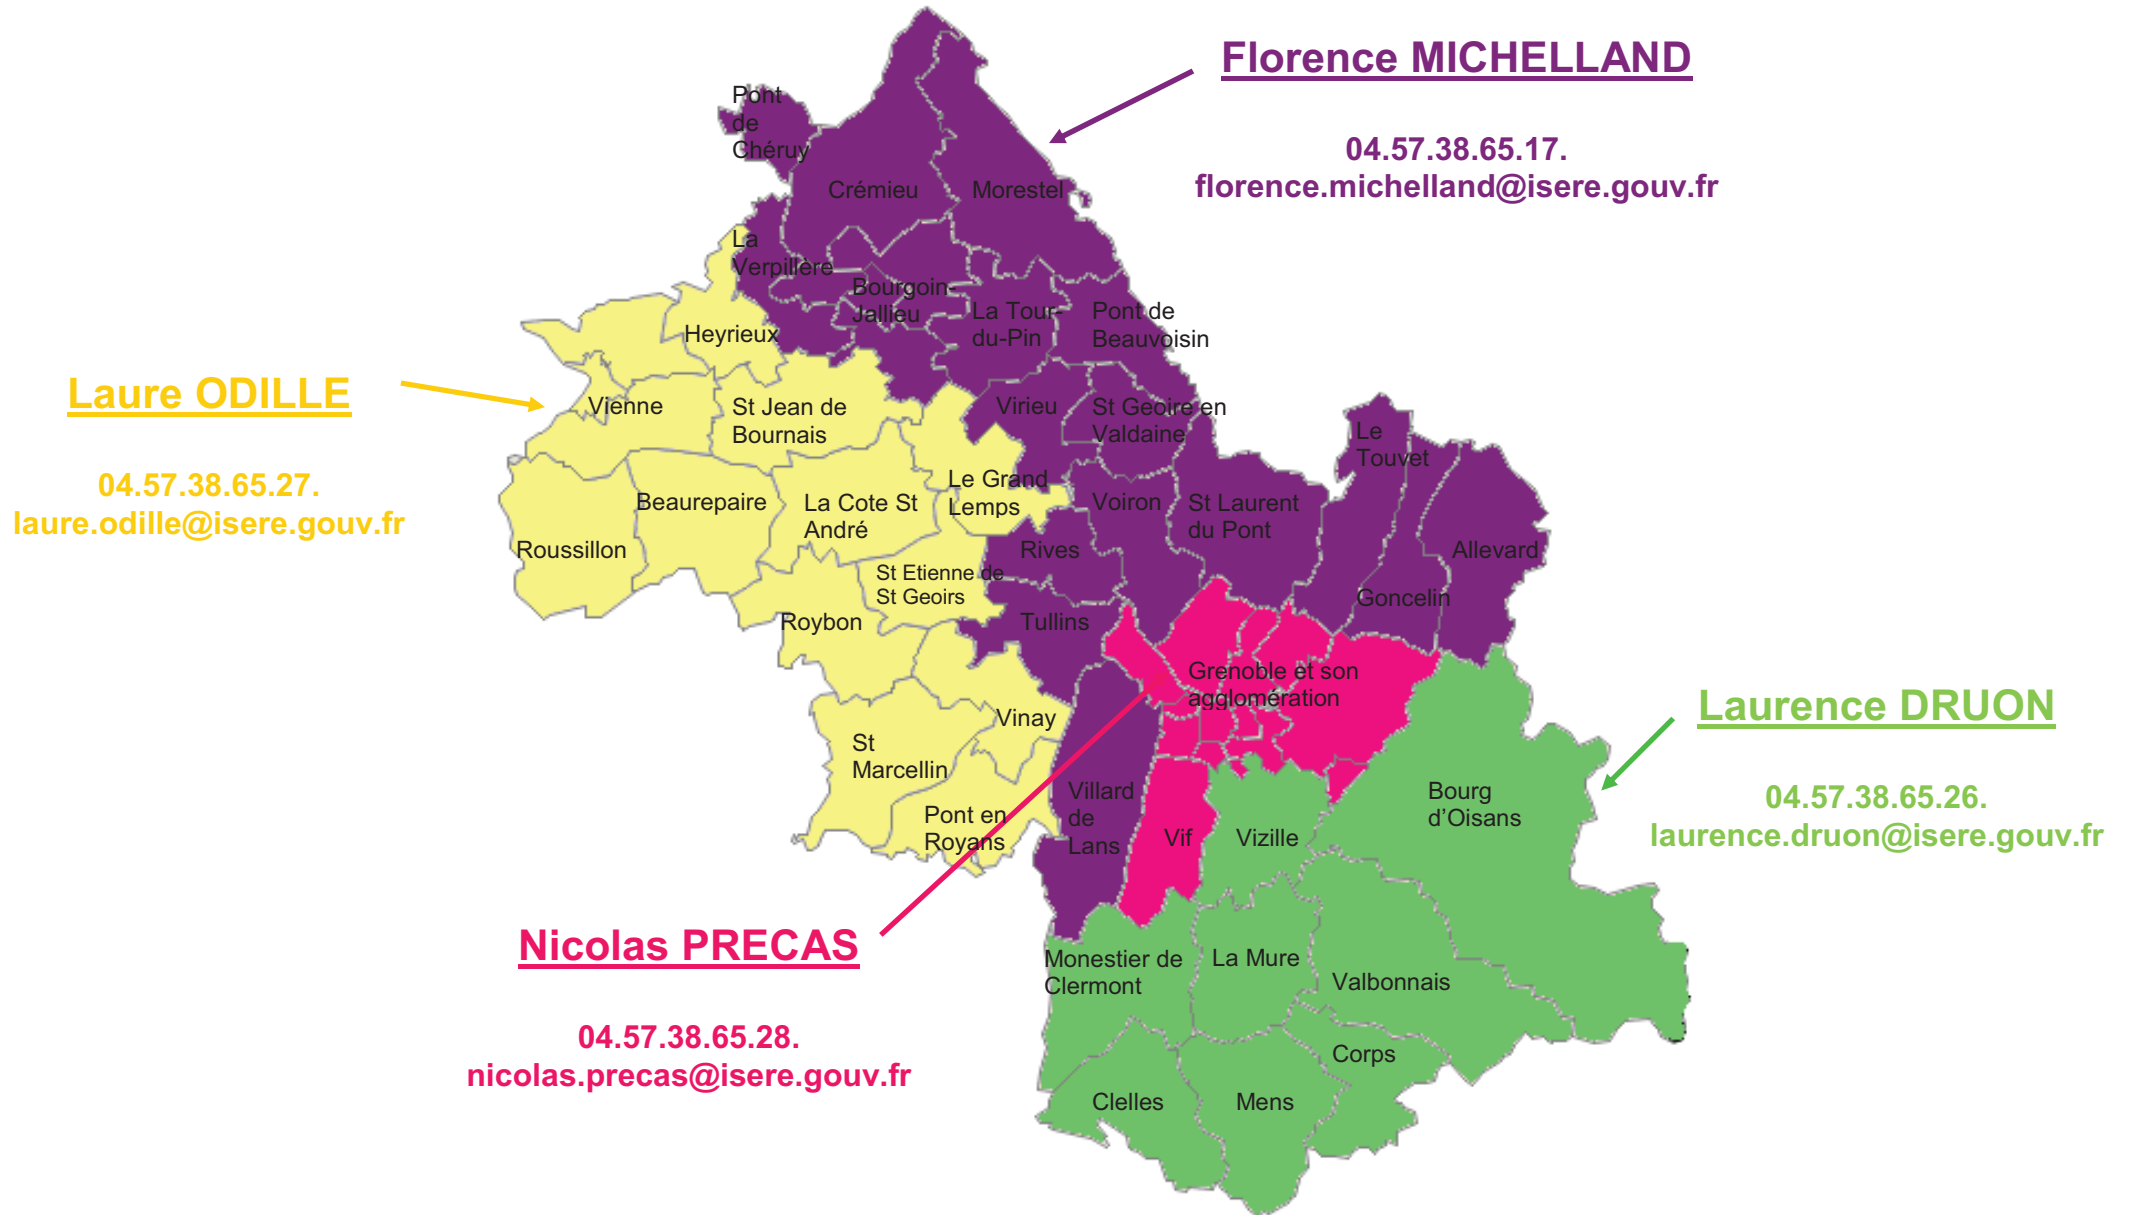 Florence MICHELLAND
04.57.38.65.17.
florence.michelland@isere.gouv.fr
Pont
de
Chéruy
Crémieu
Morestel
La
Verpillère
Bourgoin-
Jallieu
La Tour-
du-Pin
Pont de
Beauvoisin
Heyrieux
Laure ODILLE
04.57.38.65.27.
laure.odille@isere.gouv.fr
Vienne
St Jean de
Bournais
Virieu
St Geoire en
Valdaine
Le
Touvet
Le Grand
Lemps
Beaurepaire
La Cote St
André
Voiron
St Laurent
du Pont
Roussillon
Rives
Allevard
St Etienne de
St Geoirs
Goncelin
Roybon
Tullins
Grenoble et son
agglomération
Laurence DRUON
04.57.38.65.26.
laurence.druon@isere.gouv.fr
Vinay
St
Marcellin
Villard
de
Lans
Bourg
d’Oisans
Pont en
Royans
Vif
Vizille
Nicolas PRECAS
04.57.38.65.28.
nicolas.precas@isere.gouv.fr
Monestier de
Clermont
La Mure
Valbonnais
Corps
Clelles
Mens